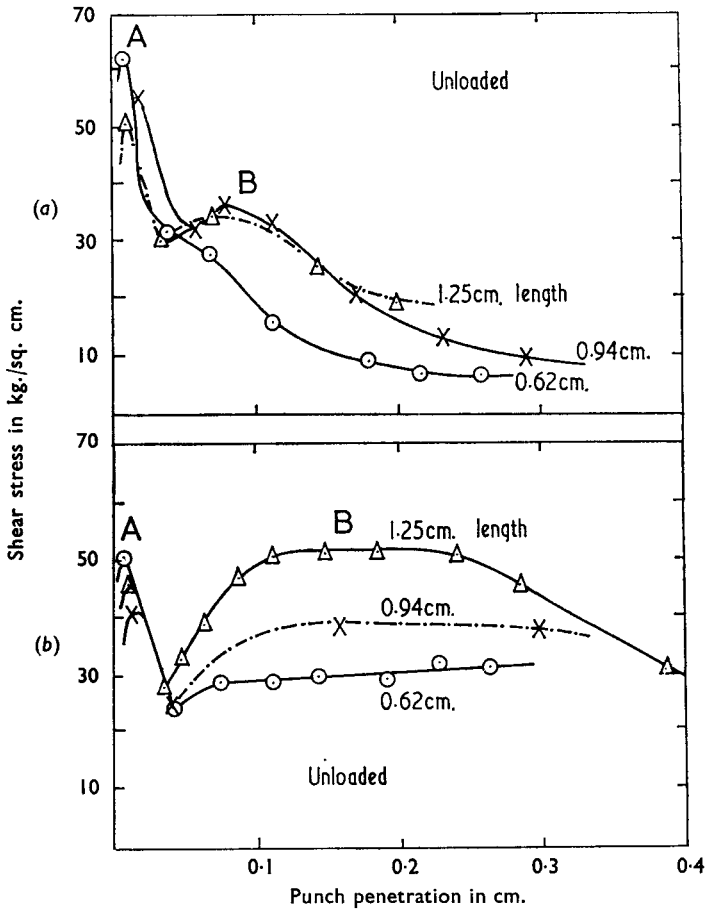 70
A
Unloaded
50
B
(a)
30
1·25cm. length
10
0·94cm.
0·62cm.
Shear stress in kg./sq. cm.
70
A
B
1·25cm. length
50
0·94cm.
(b)
30
0·62cm.
Unloaded
10
0·1
0·2
0·3
0·4
Punch penetration in cm.